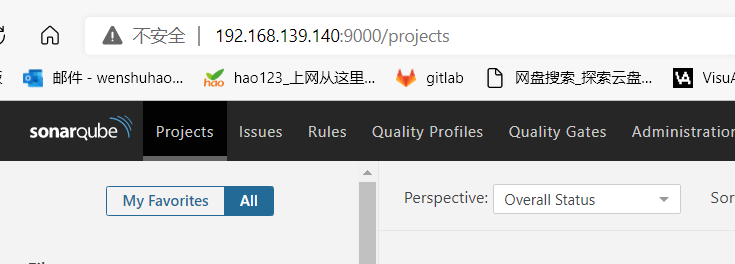 不安全 | 192.168.139.140:9000/projects
邮件 - wenshuhao... hao123_上网从这里... gitlab 网盘搜索_探索云盘... VisuA
sonarqube Projects Issues Rules Quality Profiles Quality Gates Administration
My Favorites All Perspective: Overall Status Sor